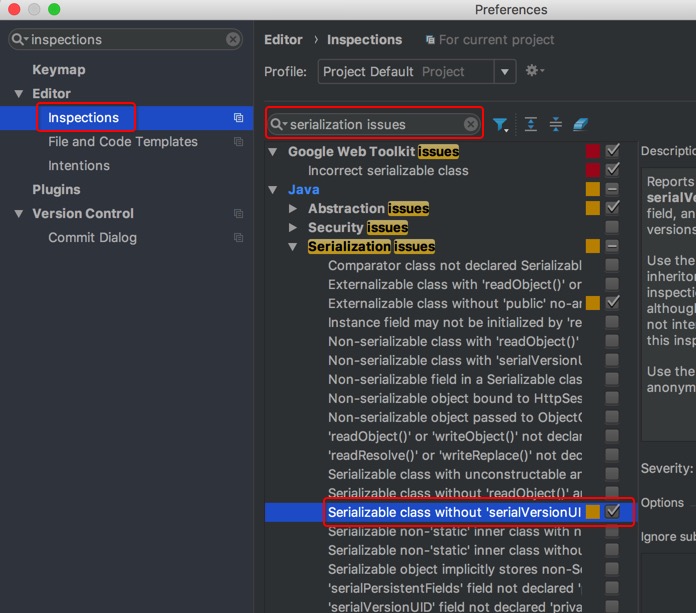 Preferences
inspections
Keymap
Editor
Inspections
File and Code Templates
Intentions
Plugins
Version Control
Commit Dialog
Editor › Inspections For current project
Profile: Project Default Project
serialization issues
Google Web Toolkit issues
Incorrect serializable class
Java
Abstraction issues
Security issues
Serialization issues
Comparator class not declared Serializabl
Externalizable class with 'readObject()' or
Externalizable class without 'public' no-ar
Instance field may not be initialized by 're
Non-serializable class with 'readObject()'
Non-serializable class with 'serialVersionU
Non-serializable field in a Serializable clas
Non-serializable object bound to HttpSes
Non-serializable object passed to ObjectO
'readObject()' or 'writeObject()' not declar
'readResolve()' or 'writeReplace()' not dec
Serializable class with unconstructable an
Serializable class without 'readObject()' an
Serializable class without 'serialVersionUI
Serializable non-'static' inner class with n
Serializable non-'static' inner class withou
Serializable object implicitly stores non-Se
'serialPersistentFields' field not declared 'p
'serialVersionUID' field not declared 'priva
Descriptio
Reports
serialVe
field, an
versions
Use the
inheritor
inspecti
although
not inte
this insp
Use the
anonym
Severity:
Options
Ignore sub